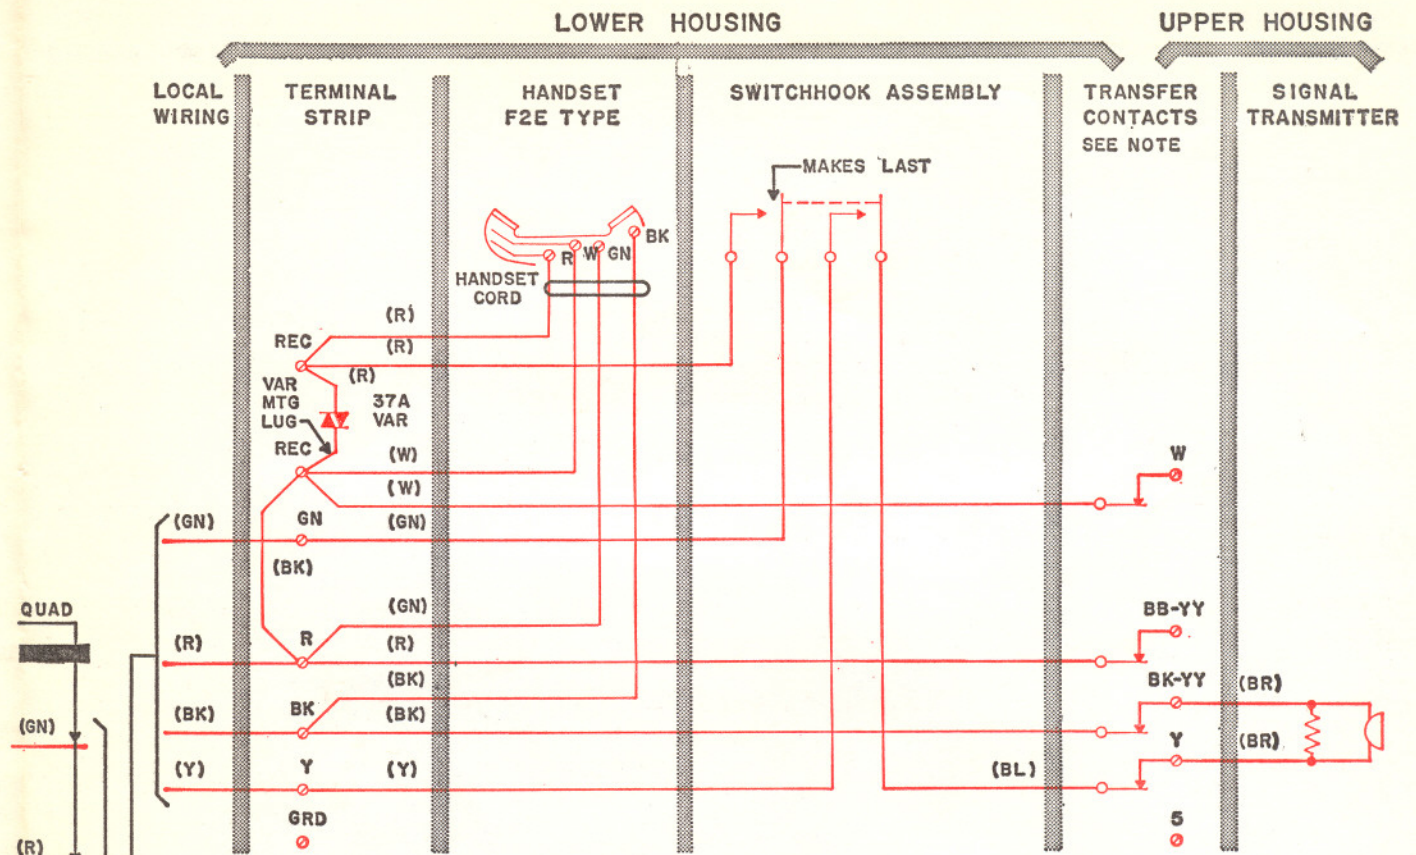 LOWER HOUSING
UPPER HOUSING
LOCAL
WIRING
TERMINAL
STRIP
HANDSET
F2E TYPE
SWITCHHOOK ASSEMBLY
TRANSFER
CONTACTS
SEE NOTE
SIGNAL
TRANSMITTER
MAKES LAST
R
W
GN
BK
HANDSET
CORD
(R)
REC
(R)
(R)
VAR
MTG
LUG
37A
VAR
REC
(W)
(W)
W
(GN)
GN
(GN)
(BK)
QUAD
(GN)
BB-YY
(R)
R
(R)
(BK)
BK-YY
(BR)
(BK)
BK
(BK)
(GN)
Y
(BR)
(Y)
Y
(Y)
(BL)
GRD
5
(R)